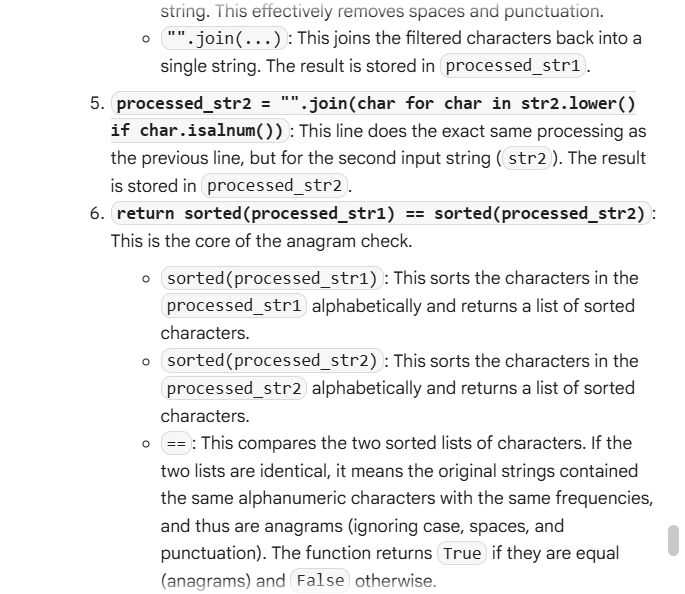 string. This effectively removes spaces and punctuation.
"".join(...): This joins the filtered characters back into a
single string. The result is stored in processed_str1.
5. processed_str2 = "".join(char for char in str2.lower()
if char.isalnum()): This line does the exact same processing as
the previous line, but for the second input string (str2). The result
is stored in processed_str2.
6. return sorted(processed_str1) == sorted(processed_str2):
This is the core of the anagram check.
sorted(processed_str1): This sorts the characters in the
processed_str1 alphabetically and returns a list of sorted
characters.
sorted(processed_str2): This sorts the characters in the
processed_str2 alphabetically and returns a list of sorted
characters.
==: This compares the two sorted lists of characters. If the
two lists are identical, it means the original strings contained
the same alphanumeric characters with the same frequencies,
and thus are anagrams (ignoring case, spaces, and
punctuation). The function returns True if they are equal
(anagrams) and False otherwise.